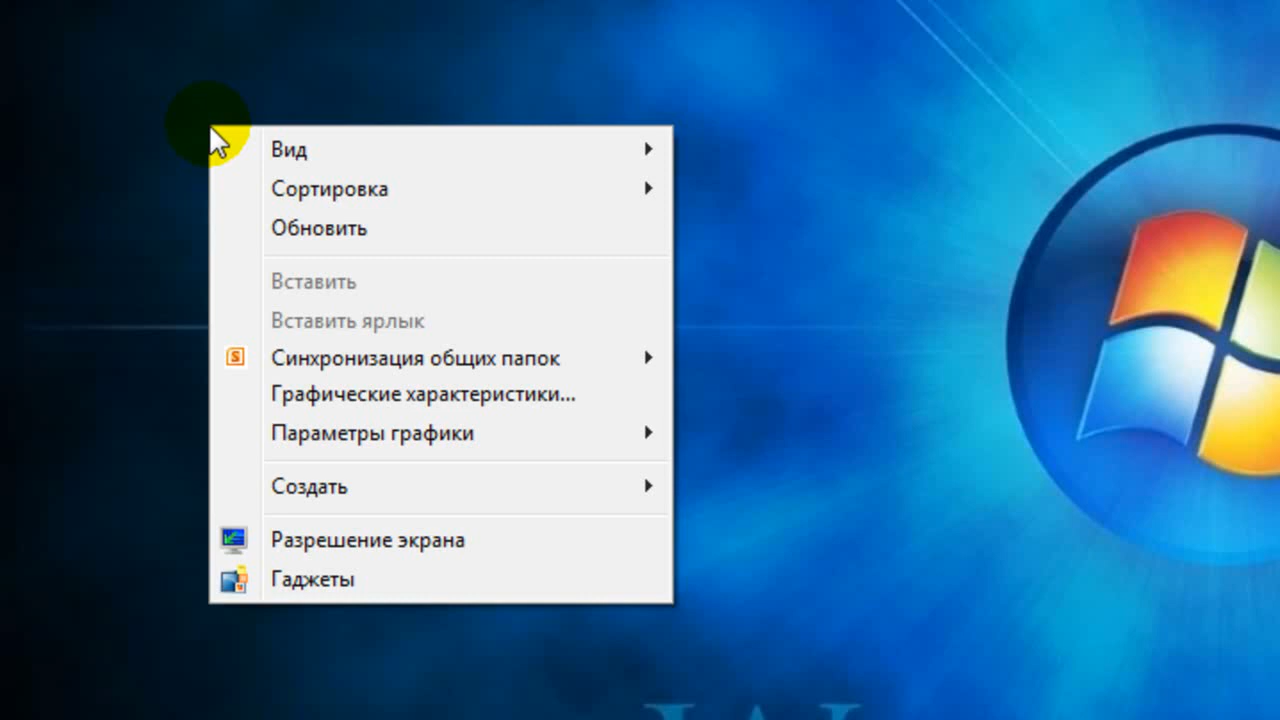 Вид
Сортировка
Обновить
Вставить
Вставить ярлык
Синхронизация общих папок
Графические характеристики...
Параметры графики
Создать
Разрешение экрана
Гаджеты